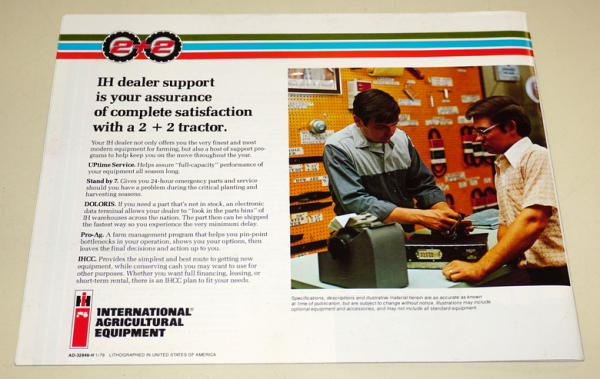 2+2
IH dealer support
is your assurance
of complete satisfaction
with a 2 + 2 tractor.
Your IH dealer not only offers you the very finest and most
modern equipment for farming, but also a host of support pro-
grams to help keep you on the move throughout the year.
UPtime Service. Helps assure "full-capacity" performance of
your equipment all season long.
Stand by 7. Gives you 24-hour emergency parts and service
should you have a problem during the critical planting and
harvesting seasons.
DOLORIS. If you need a part that's not in stock, an electronic
data terminal allows your dealer to "look in the parts bins" of
IH warehouses across the nation. The part then can be shipped
the fastest way so you experience the very minimum delay.
Pro-Ag. A farm management program that helps you pin-point
bottlenecks in your operation, shows you your options, then
leaves the final decisions and action up to you.
IHCC. Provides the simplest and best route to getting new
equipment, while conserving cash you may want to use for
other purposes. Whether you want full financing, leasing, or
short-term rental, there is an IHCC plan to fit your needs.
Specifications, descriptions and illustrative material herein are as accurate as known
at time of publication, but are subject to change without notice. Illustrations may include
optional equipment and accessories, and may not include all standard equipment.
IH
INTERNATIONAL®
AGRICULTURAL
EQUIPMENT
AD-32848-H 1/79 LITHOGRAPHED IN UNITED STATES OF AMERICA